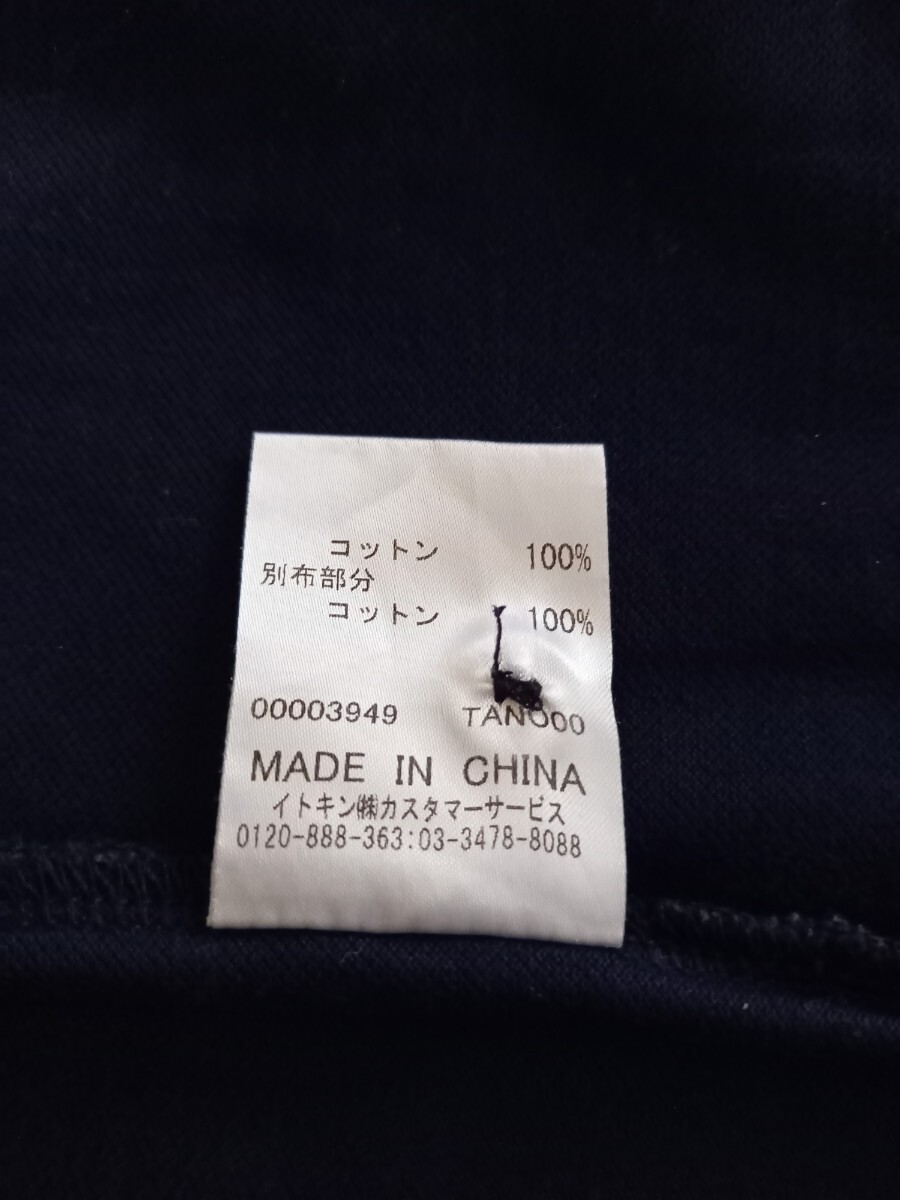 コットン 100%
別布部分
コットン 100%
00003949 TANO00
MADE IN CHINA
イトキン㈱カスタマーサービス
0120-888-363:03-3478-8088